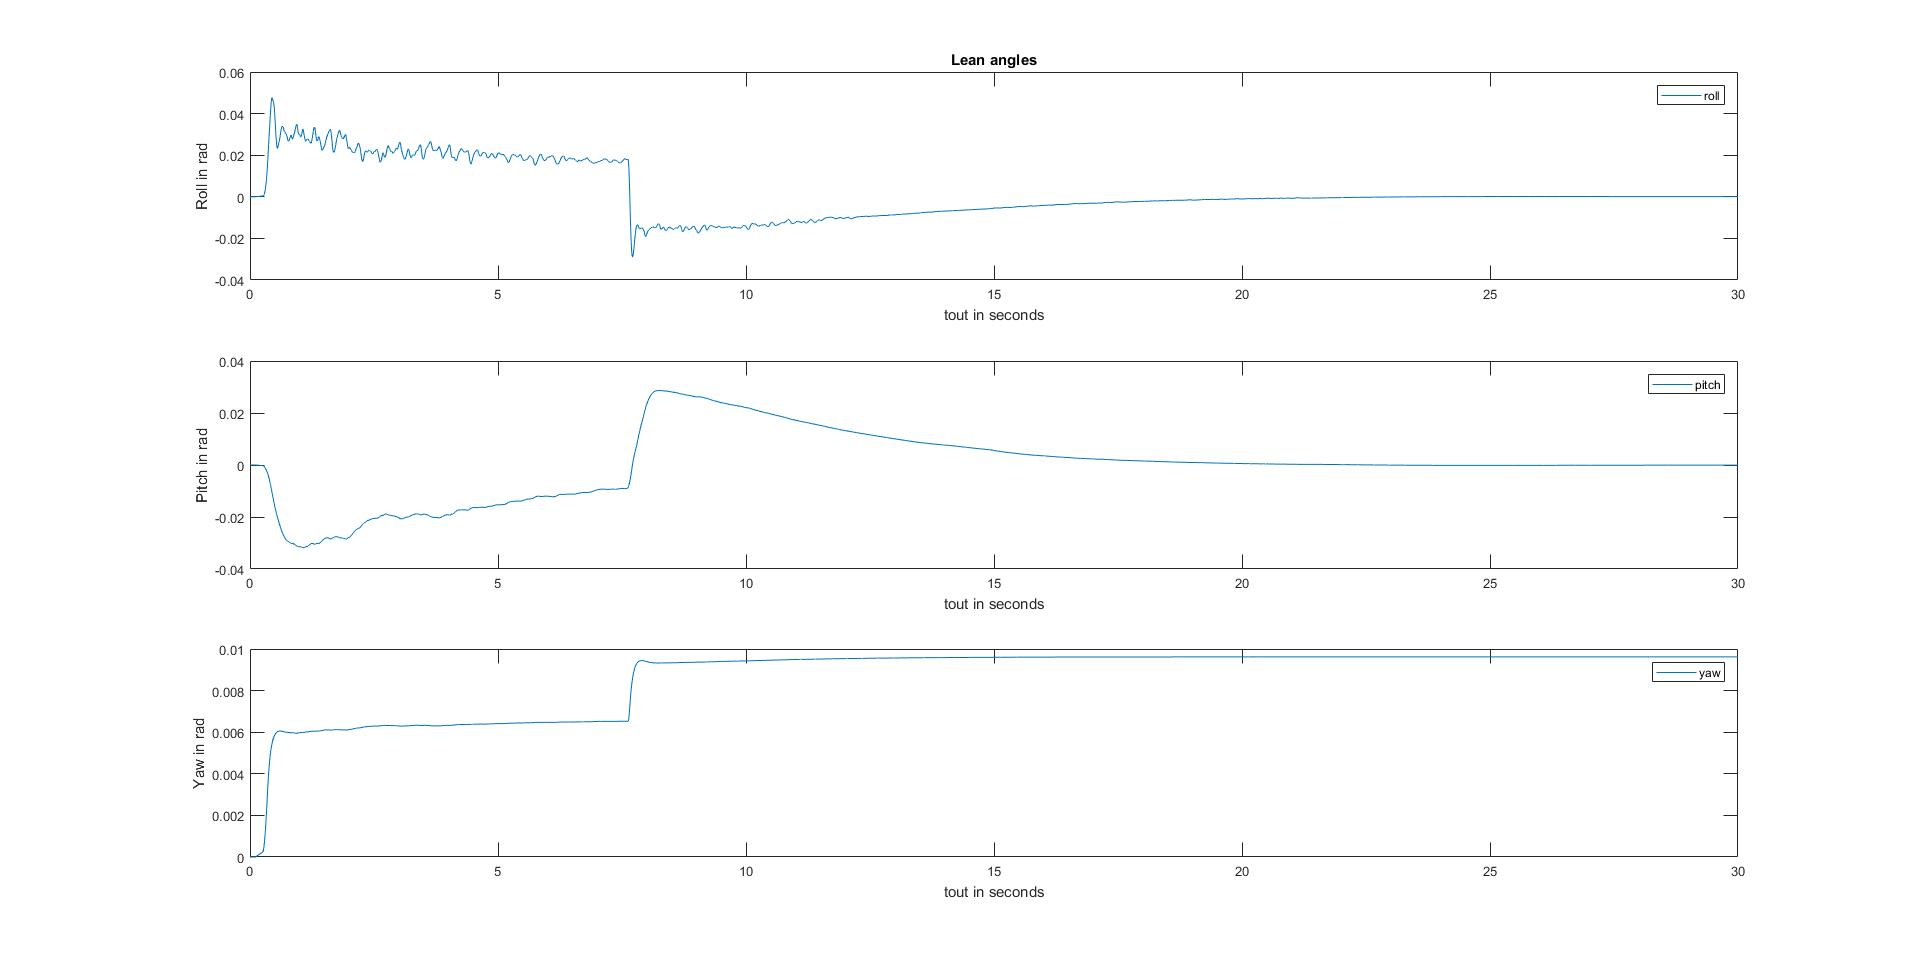 Lean angles
0.06
0.04
0.02
0
-0.02
-0.04
Roll in rad
roll
0 5 10 15 20 25 30
tout in seconds
0.04
0.02
0
-0.02
-0.04
Pitch in rad
pitch
0 5 10 15 20 25 30
tout in seconds
0.01
0.008
0.006
0.004
0.002
0
Yaw in rad
yaw
0 5 10 15 20 25 30
tout in seconds